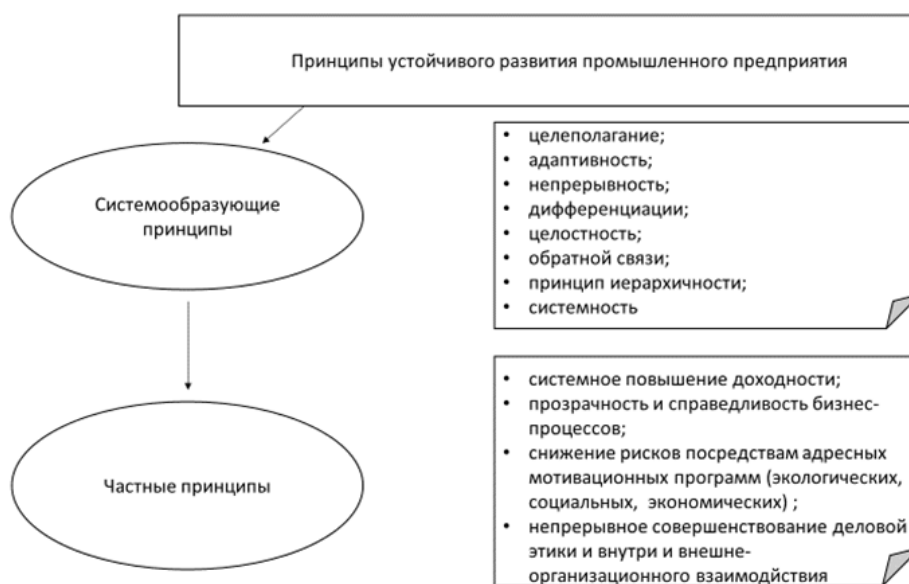 Принципы устойчивого развития промышленного предприятия
Системообразующие
принципы
• целеполагание;
• адаптивность;
• непрерывность;
• дифференциации;
• целостность;
• обратной связи;
• принцип иерархичности;
• системность
Частные принципы
• системное повышение доходности;
• прозрачность и справедливость бизнес-
процессов;
• снижение рисков посредствам адресных
мотивационных программ (экологических,
социальных, экономических) ;
• непрерывное совершенствование деловой
этики и внутри и внешне-
организационного взаимдйствия